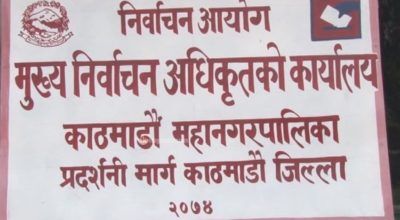 निर्वाचन आयोग
मुख्य निर्वाचन अधिकृतको कार्यालय
काठमाडौं महानगरपालिका
प्रदर्शनी मार्ग काठमाडौं जिल्ला
२०७४